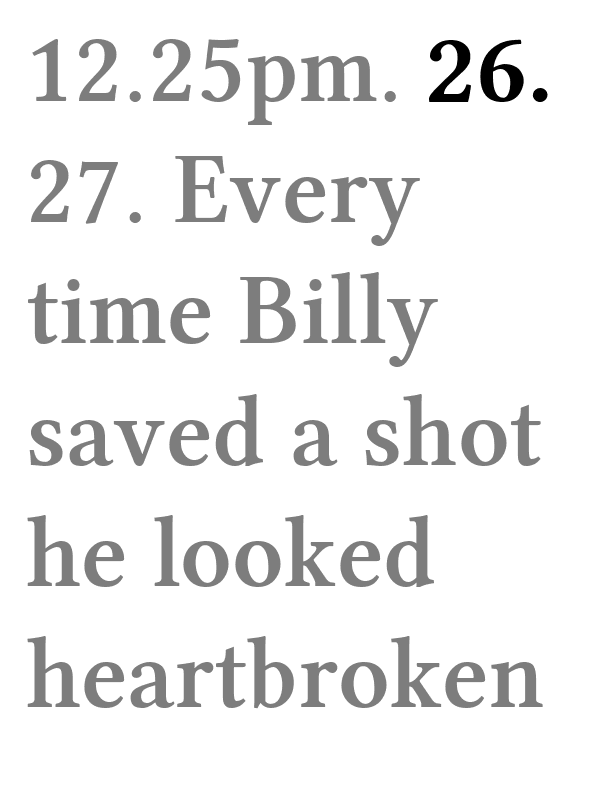 12.25pm. 26.
27. Every
time Billy
saved a shot
he looked
heartbroken